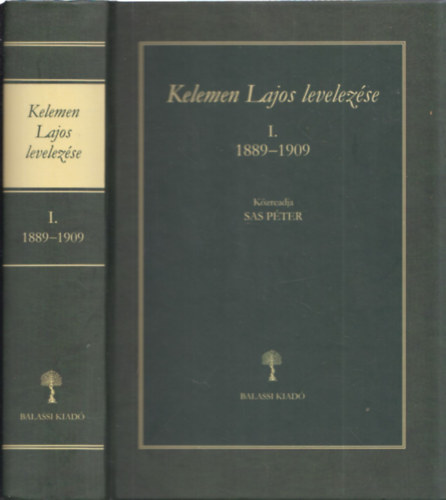 Kelemen
Lajos
levelezése
I.
1889–1909
BALASSI KIADÓ
Kelemen Lajos levelezése
I.
1889–1909
Közreadja
SAS PÉTER
BALASSI KIADÓ